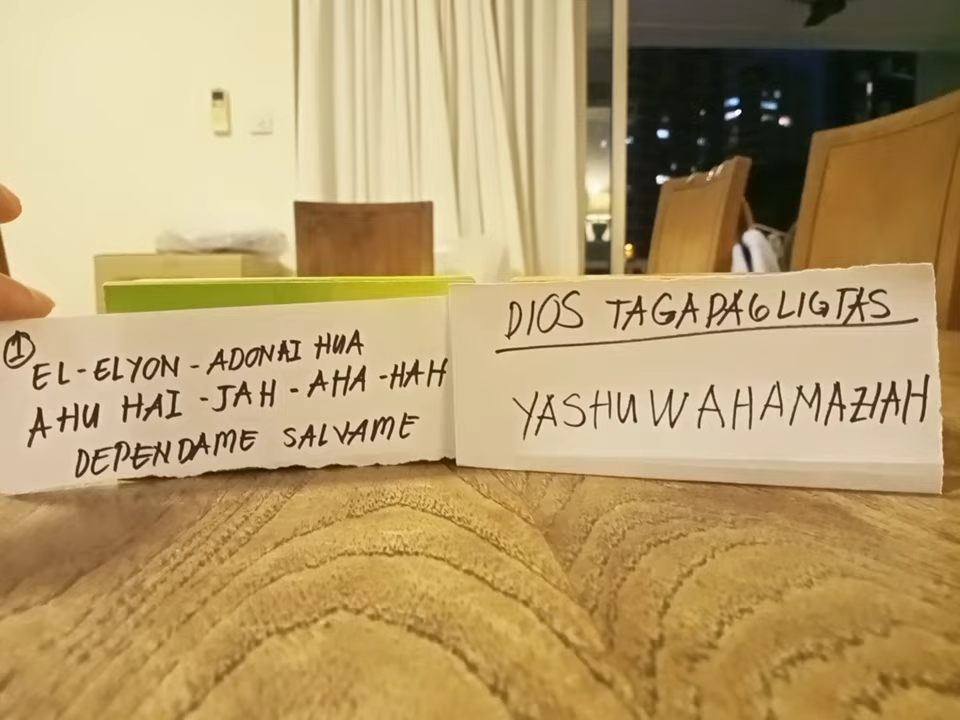 ①
EL-ELYON - ADONAI HUA
AHU HAI - JAH - AHA - HAH
DEPENDAME SALVAME
DIOS TAGAPAGLIGTAS
YASHUWAHAMAZIAH